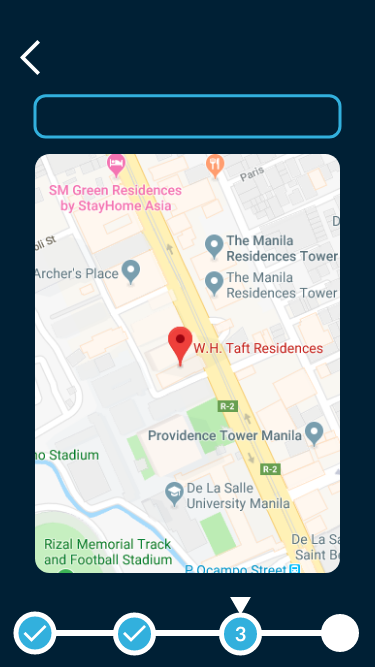 SM Green Residences
by StayHome Asia
Paris
oll St
The Manila
Residences Tower
Archer's Place
The Manila
Residences Tower
W.H. Taft Residences
R-2
Providence Tower Manila
no Stadium
R-2
De La Salle
University Manila
De La Sa
Saint Be
Rizal Memorial Track
and Football Stadium
P.Ocampo Street
3